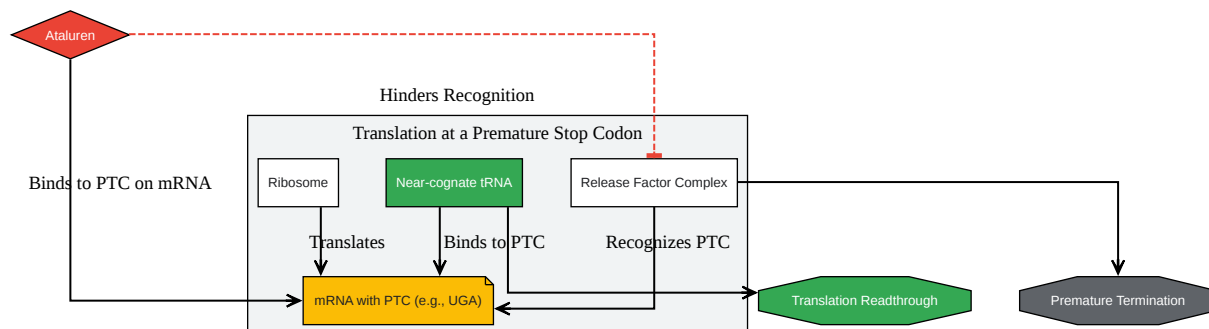 Ataluren
Hinders Recognition
Translation at a Premature Stop Codon
Binds to PTC on mRNA
Ribosome
Near-cognate tRNA
Release Factor Complex
Translates
Binds to PTC
Recognizes PTC
mRNA with PTC (e.g., UGA)
Translation Readthrough
Premature Termination